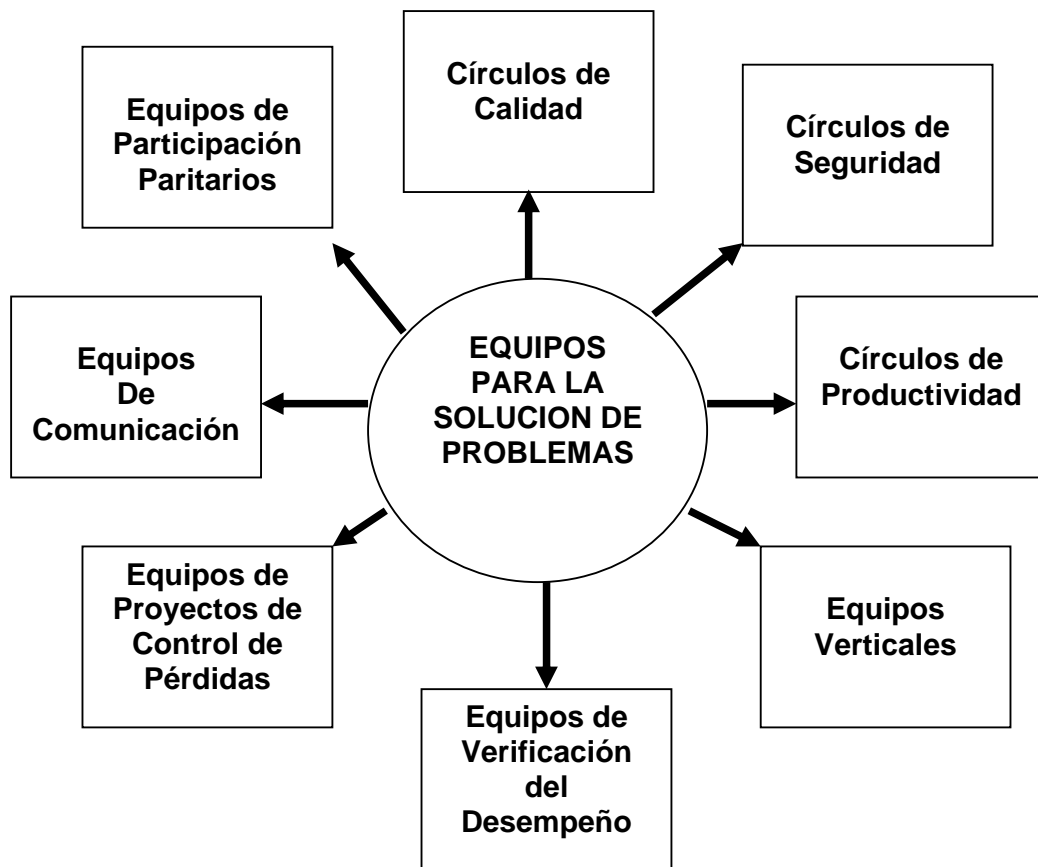 Círculos de
Calidad
Equipos de
Participación
Paritarios
Círculos de
Seguridad
Equipos
De
Comunicación
EQUIPOS
PARA LA
SOLUCION DE
PROBLEMAS
Círculos de
Productividad
Equipos de
Proyectos de
Control de
Pérdidas
Equipos
Verticales
Equipos de
Verificación
del
Desempeño